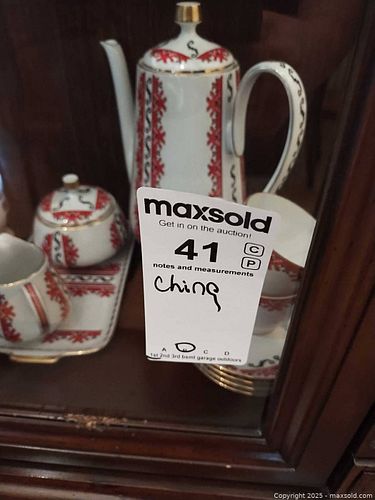 maxsold
Get in on the auction!
41
C
P
notes and measurements
Ching
A B C D
1st 2nd 3rd bsmt garage outdoors
Copyright 2025 - maxsold.com